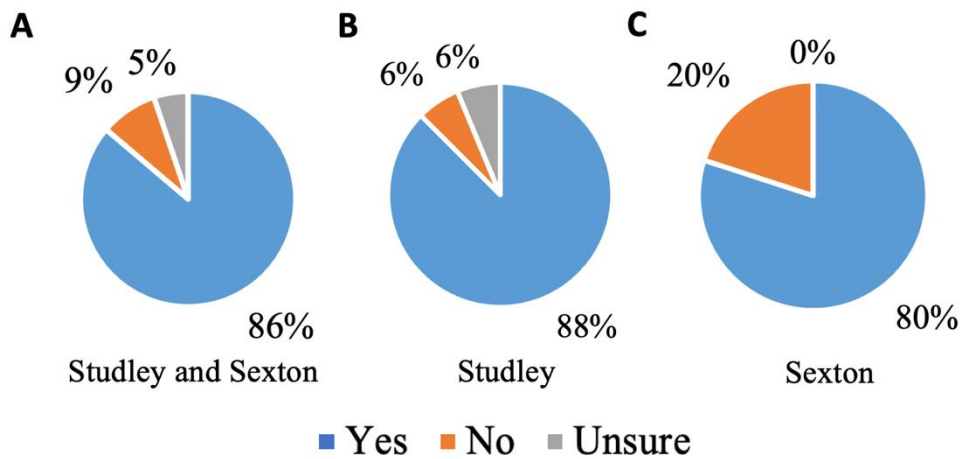 A
B
C
9%
5%
6%
6%
20%
0%
86%
88%
80%
Studley and Sexton
Studley
Sexton
Yes No Unsure